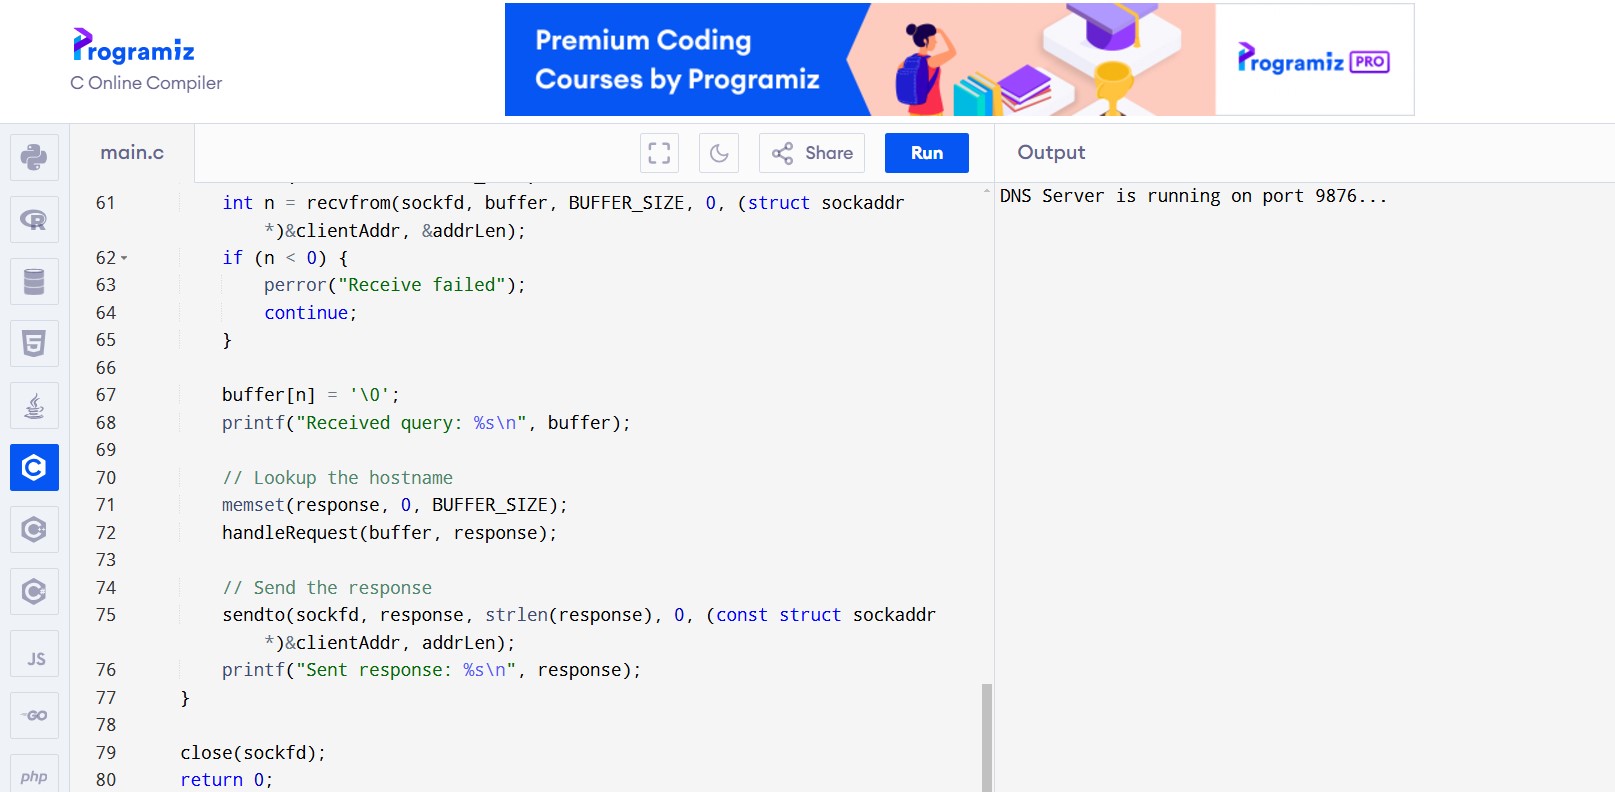 Programiz
C Online Compiler
Premium Coding
Courses by Programiz
Programiz PRO
main.c
Share
Run
Output
DNS Server is running on port 9876...
61 int n = recvfrom(sockfd, buffer, BUFFER_SIZE, 0, (struct sockaddr
*)&clientAddr, &addrLen);
62 if (n < 0) {
63 perror("Receive failed");
64 continue;
65 }
66
67 buffer[n] = '\0';
68 printf("Received query: %s\n", buffer);
69
70 // Lookup the hostname
71 memset(response, 0, BUFFER_SIZE);
72 handleRequest(buffer, response);
73
74 // Send the response
75 sendto(sockfd, response, strlen(response), 0, (const struct sockaddr
*)&clientAddr, addrLen);
76 printf("Sent response: %s\n", response);
77 }
78
79 close(sockfd);
80 return 0;
R
5
C
C
C
JS
GO
php